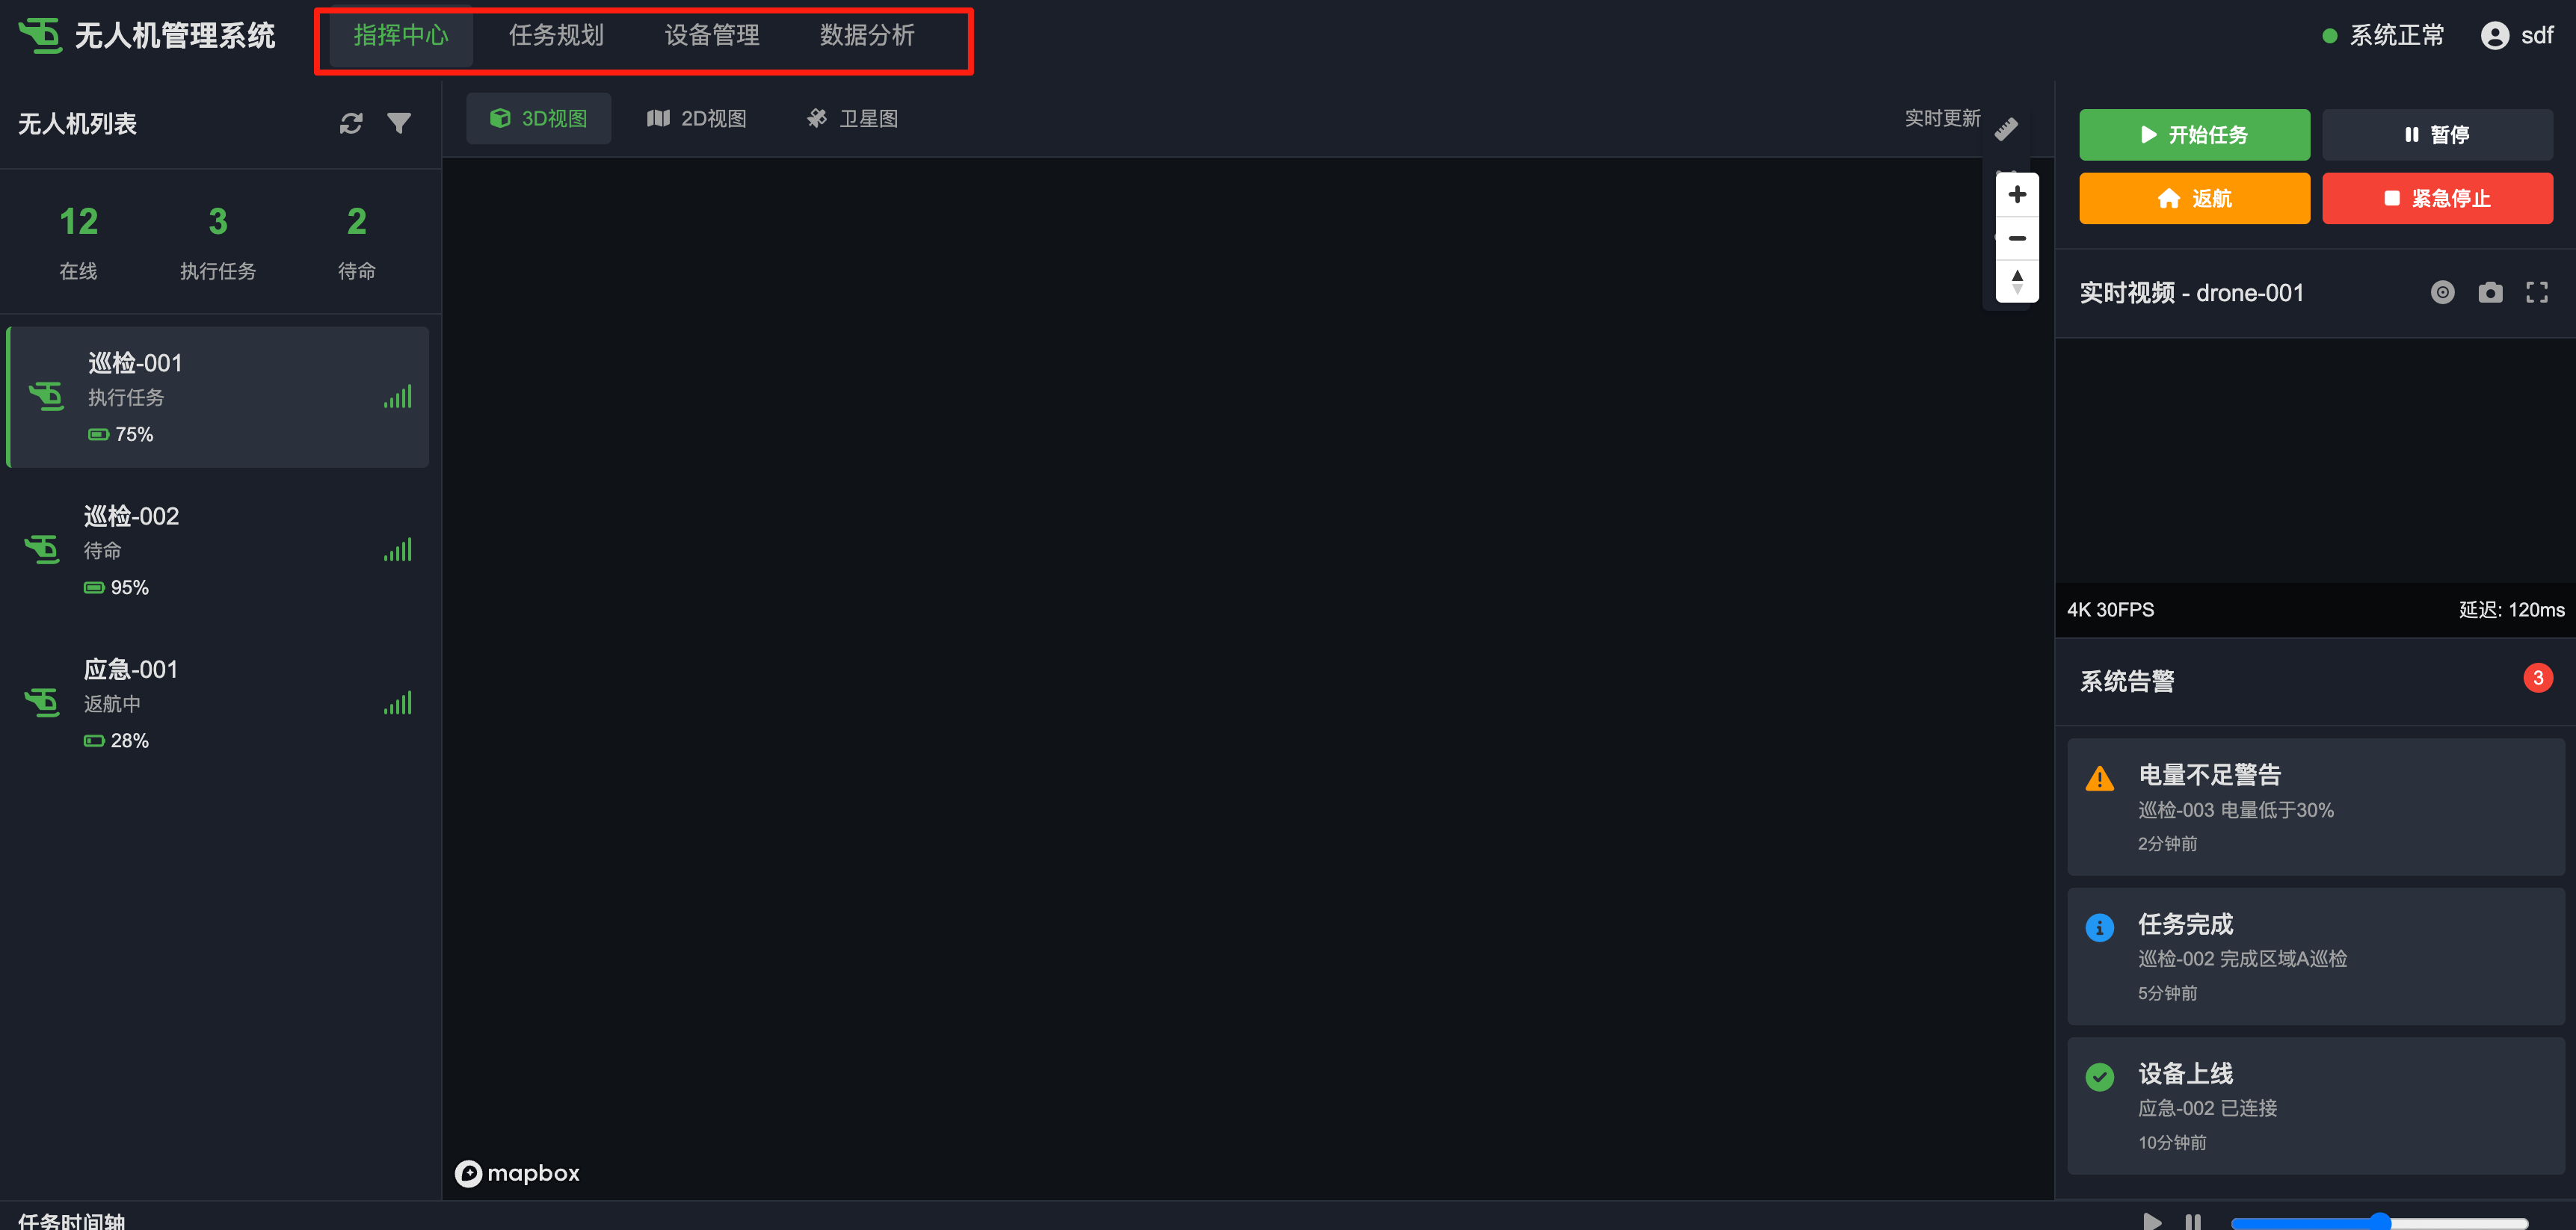 无人机管理系统
指挥中心
任务规划
设备管理
数据分析
系统正常
sdf
无人机列表
12
在线
3
执行任务
2
待命
巡检-001
执行任务
75%
巡检-002
待命
95%
应急-001
返航中
28%
3D视图
2D视图
卫星图
实时更新
mapbox
开始任务
暂停
返航
紧急停止
实时视频 - drone-001
4K 30FPS
延迟: 120ms
系统告警
3
电量不足警告
巡检-003 电量低于30%
2分钟前
任务完成
巡检-002 完成区域A巡检
5分钟前
设备上线
应急-002 已连接
10分钟前
任务时间轴